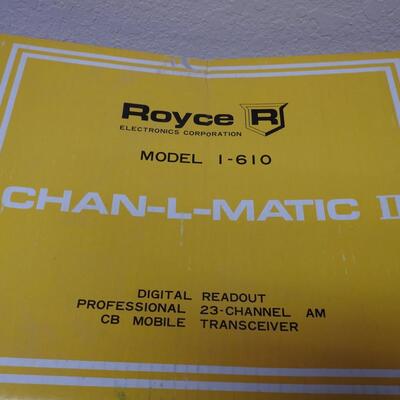 Royce R
ELECTRONICS CORPORATION
MODEL 1-610
CHAN-L-MATIC II
DIGITAL READOUT
PROFESSIONAL 23-CHANNEL AM
CB MOBILE TRANSCEIVER